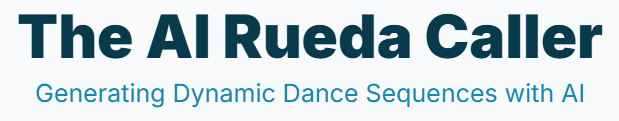 The AI Rueda Caller
Generating Dynamic Dance Sequences with AI